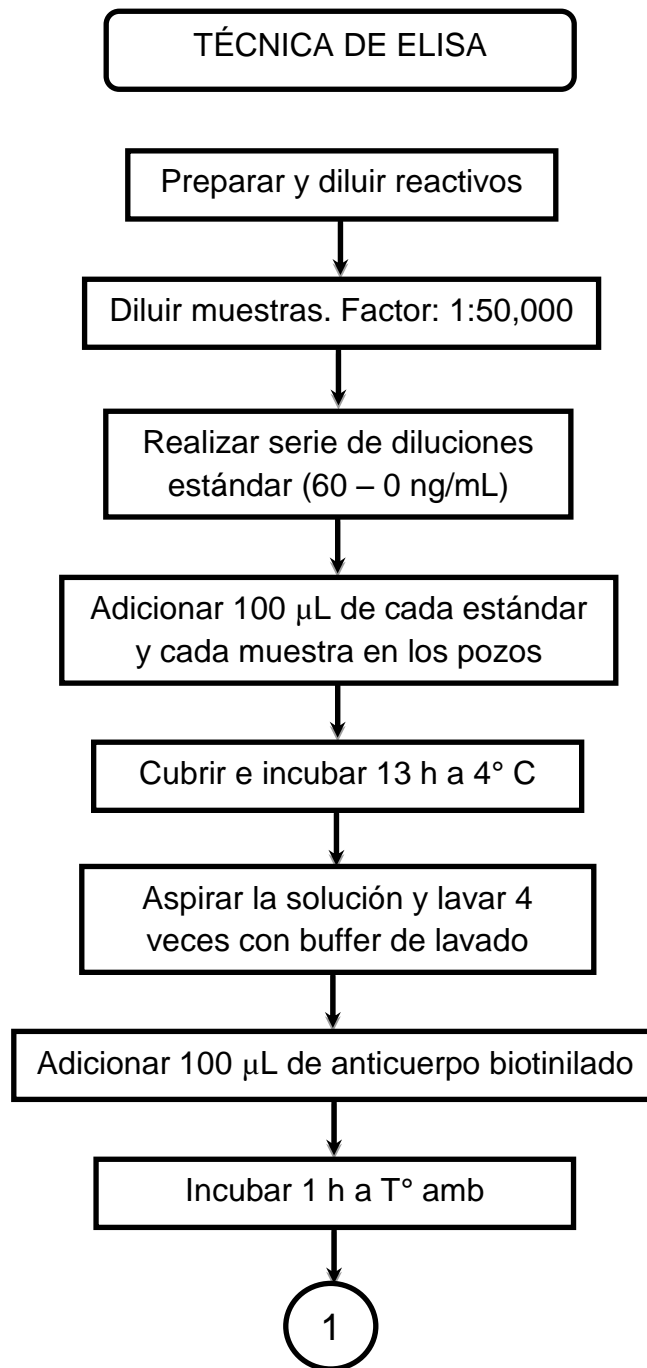 TÉCNICA DE ELISA
Preparar y diluir reactivos
Diluir muestras. Factor: 1:50,000
Realizar serie de diluciones
estándar (60 – 0 ng/mL)
Adicionar 100 μL de cada estándar
y cada muestra en los pozos
Cubrir e incubar 13 h a 4° C
Aspirar la solución y lavar 4
veces con buffer de lavado
Adicionar 100 μL de anticuerpo biotinilado
Incubar 1 h a T° amb
1